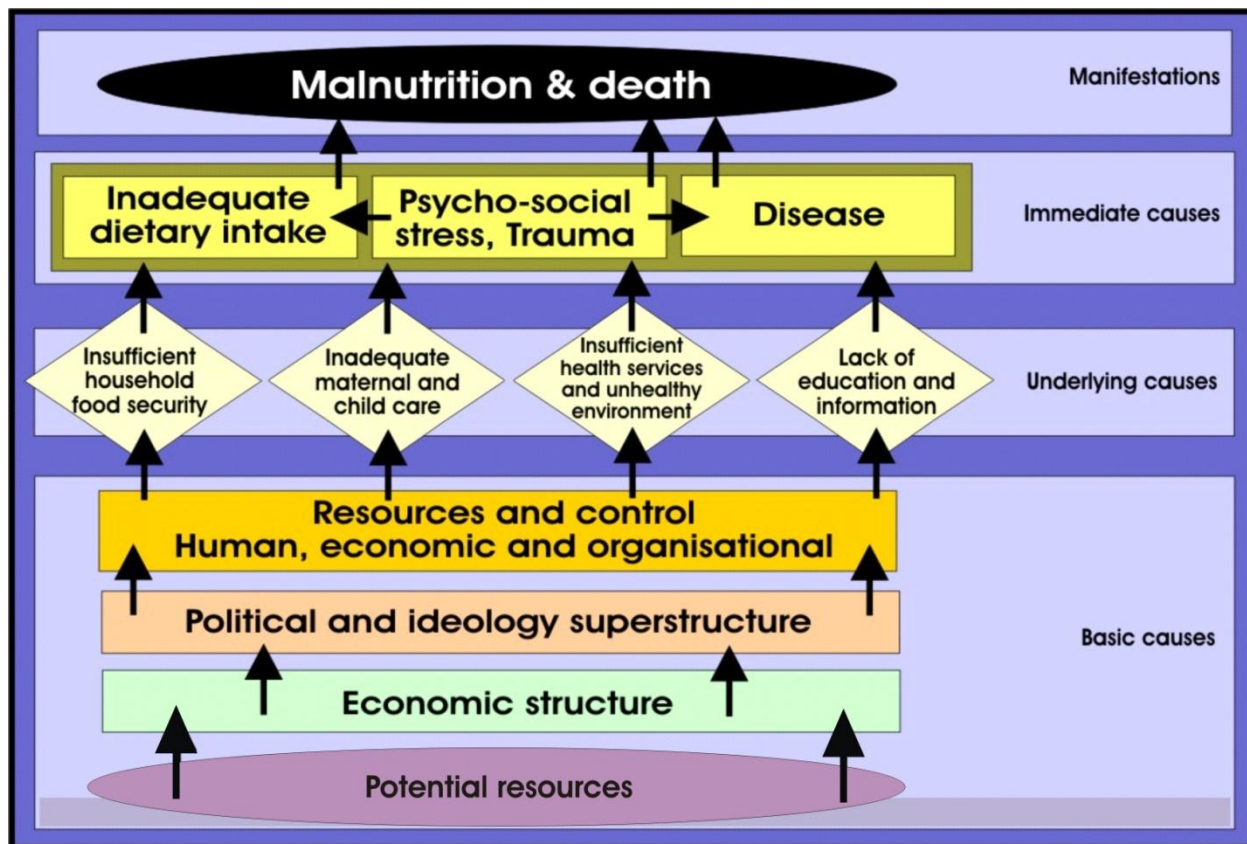 Malnutrition & death
Manifestations
Inadequate
dietary intake
Psycho-social
stress, Trauma
Disease
Immediate causes
Insufficient
household
food security
Inadequate
maternal and
child care
Insufficient
health services
and unhealthy
environment
Lack of
education and
information
Underlying causes
Resources and control
Human, economic and organisational
Political and ideology superstructure
Basic causes
Economic structure
Potential resources